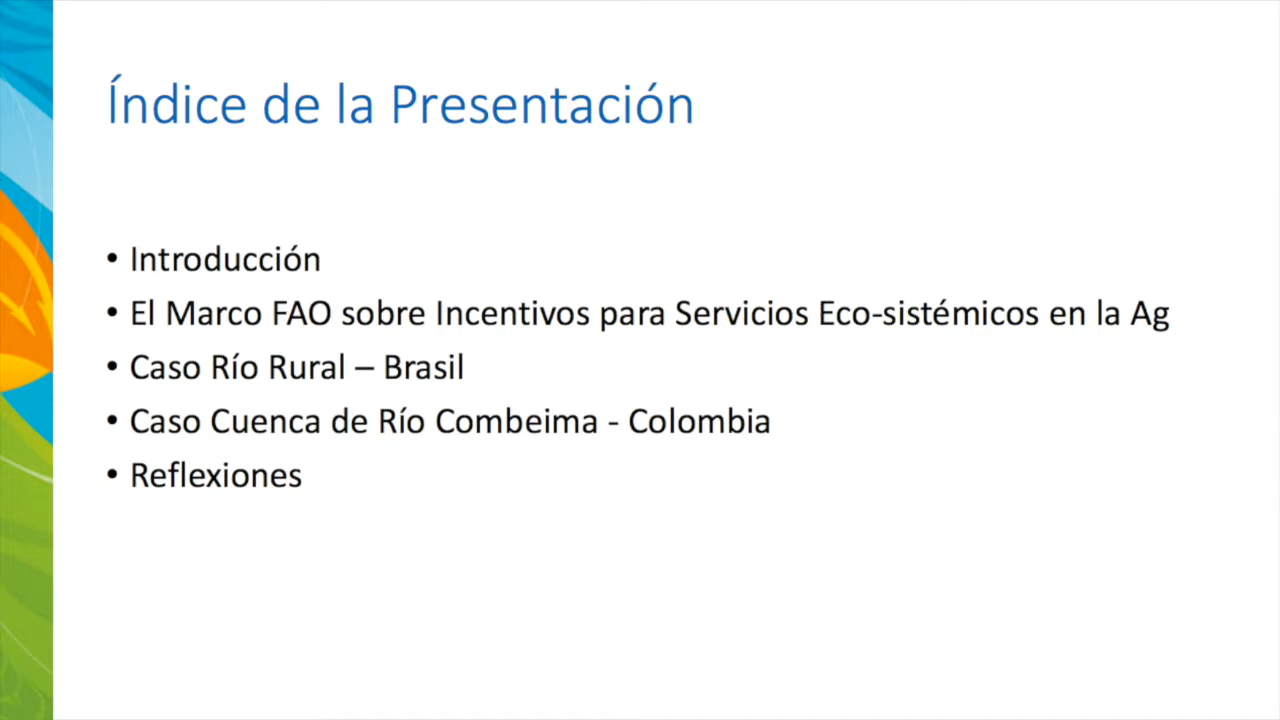 Índice de la Presentación
• Introducción
• El Marco FAO sobre Incentivos para Servicios Eco-sistémicos en la Ag
• Caso Río Rural – Brasil
• Caso Cuenca de Río Combeima - Colombia
• Reflexiones